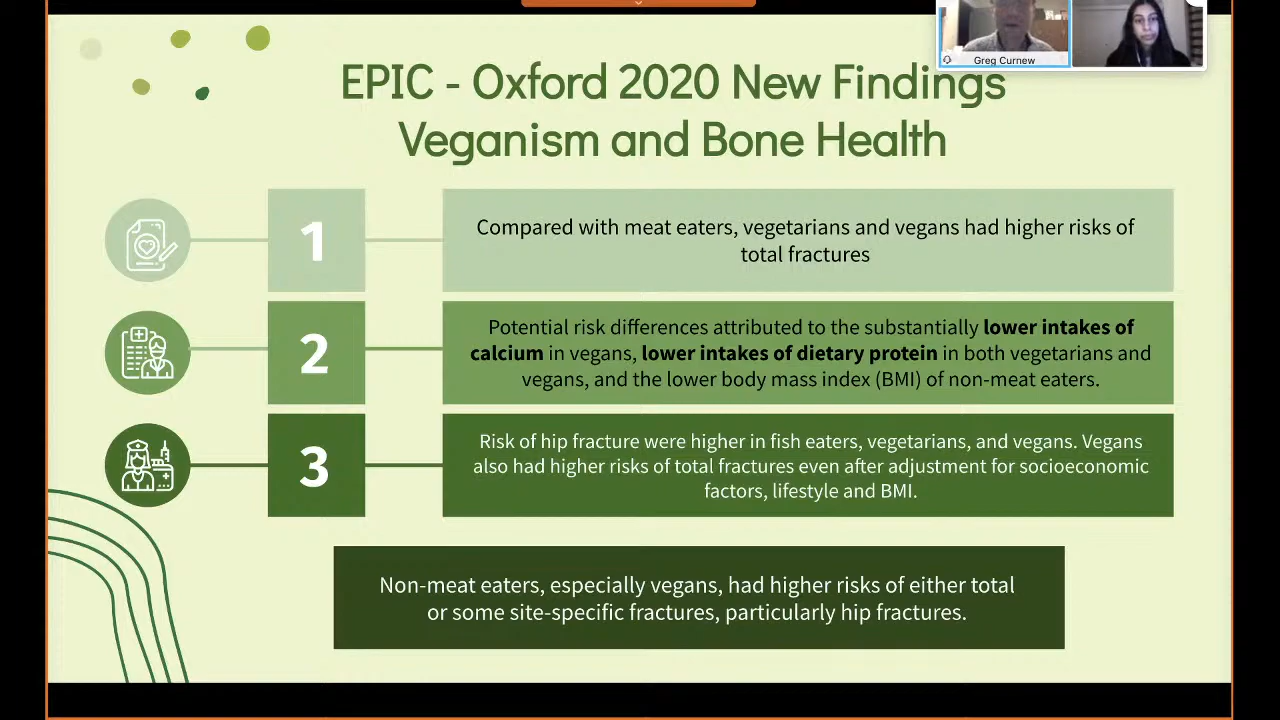 Greg Curnew
EPIC - Oxford 2020 New Findings
Veganism and Bone Health
1
Compared with meat eaters, vegetarians and vegans had higher risks of
total fractures
2
Potential risk differences attributed to the substantially lower intakes of
calcium in vegans, lower intakes of dietary protein in both vegetarians and
vegans, and the lower body mass index (BMI) of non-meat eaters.
3
Risk of hip fracture were higher in fish eaters, vegetarians, and vegans. Vegans
also had higher risks of total fractures even after adjustment for socioeconomic
factors, lifestyle and BMI.
Non-meat eaters, especially vegans, had higher risks of either total
or some site-specific fractures, particularly hip fractures.